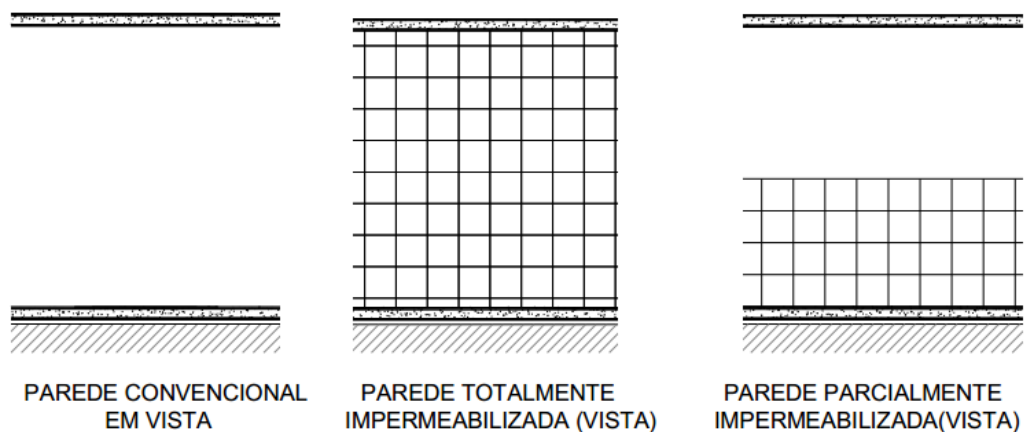 PAREDE CONVENCIONAL
EM VISTA
PAREDE TOTALMENTE
IMPERMEABILIZADA (VISTA)
PAREDE PARCIALMENTE
IMPERMEABILIZADA(VISTA)